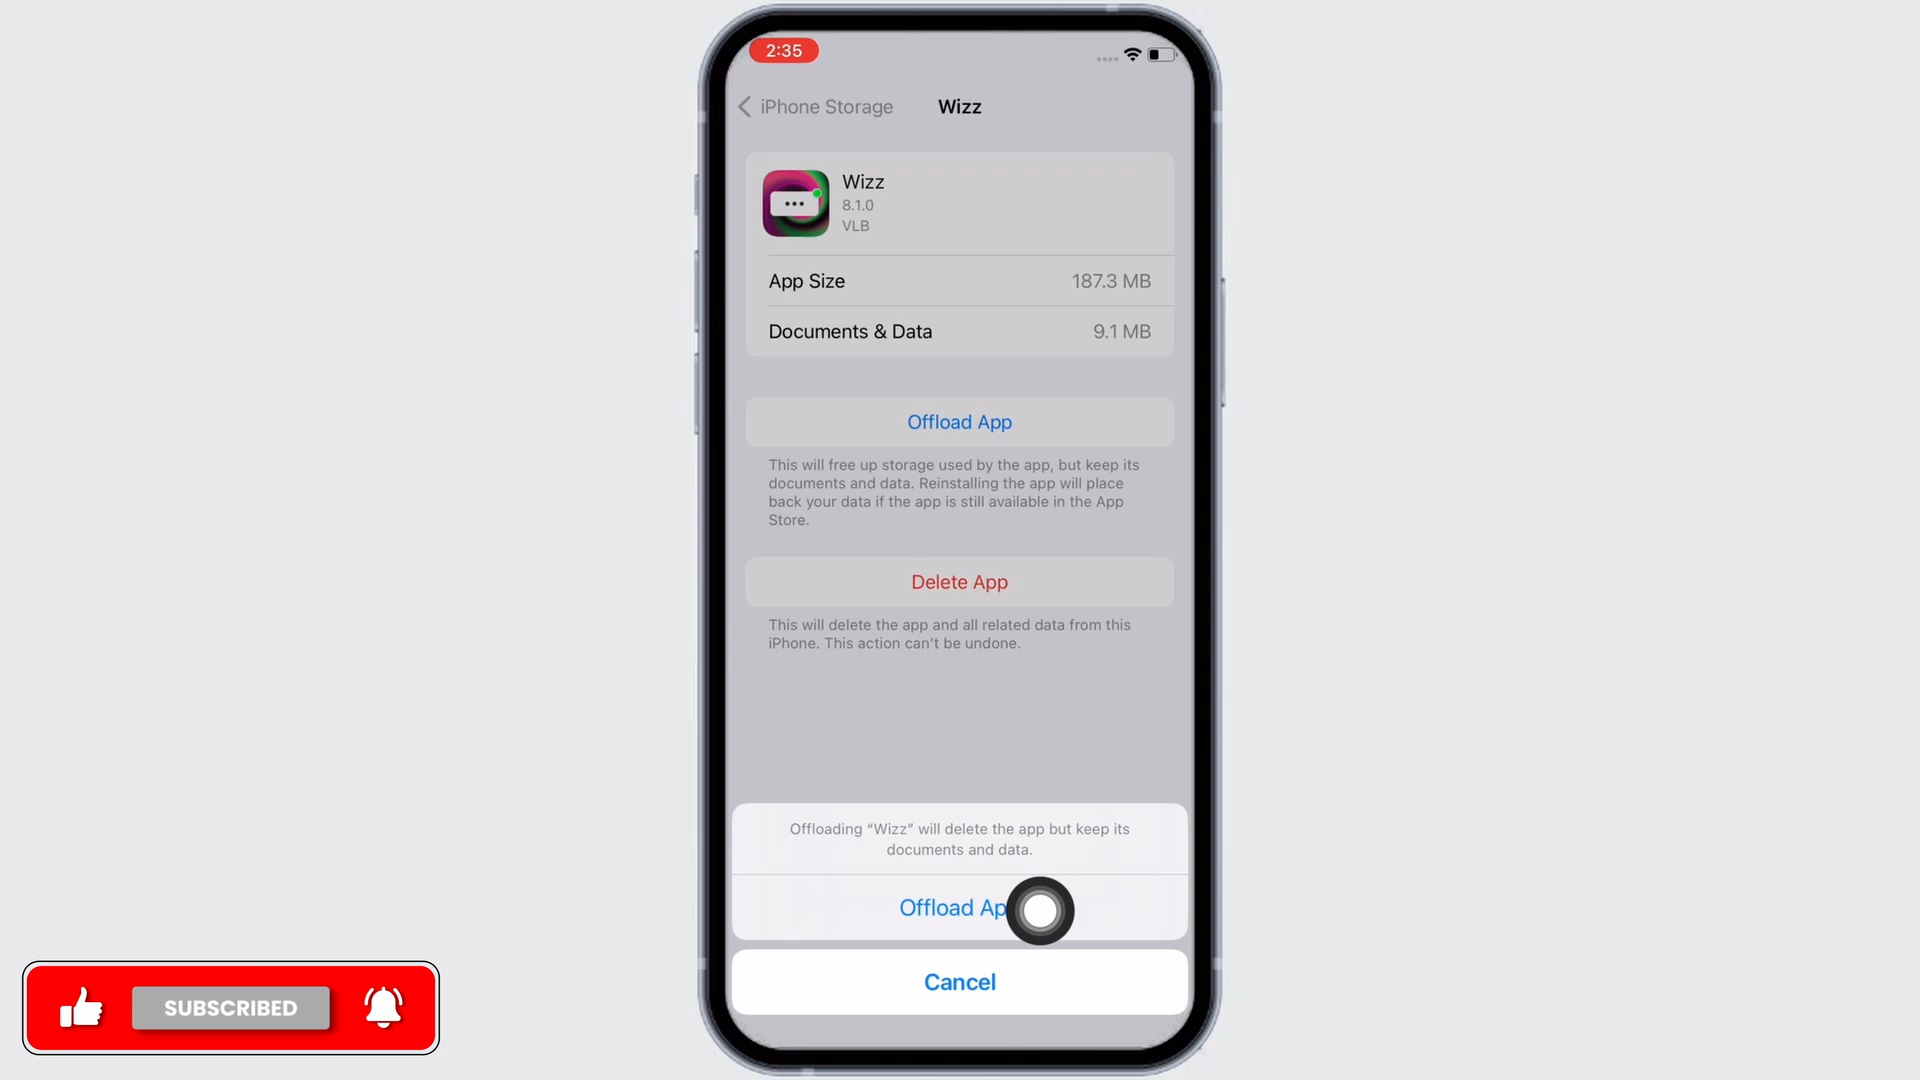 2:35
iPhone Storage
Wizz
Wizz
8.1.0
VLB
App Size
187.3 MB
Documents & Data
9.1 MB
Offload App
This will free up storage used by the app, but keep its
documents and data. Reinstalling the app will place
back your data if the app is still available in the App
Store.
Delete App
This will delete the app and all related data from this
iPhone. This action can't be undone.
Offloading “Wizz” will delete the app but keep its
documents and data.
Offload Ap
Cancel
SUBSCRIBED